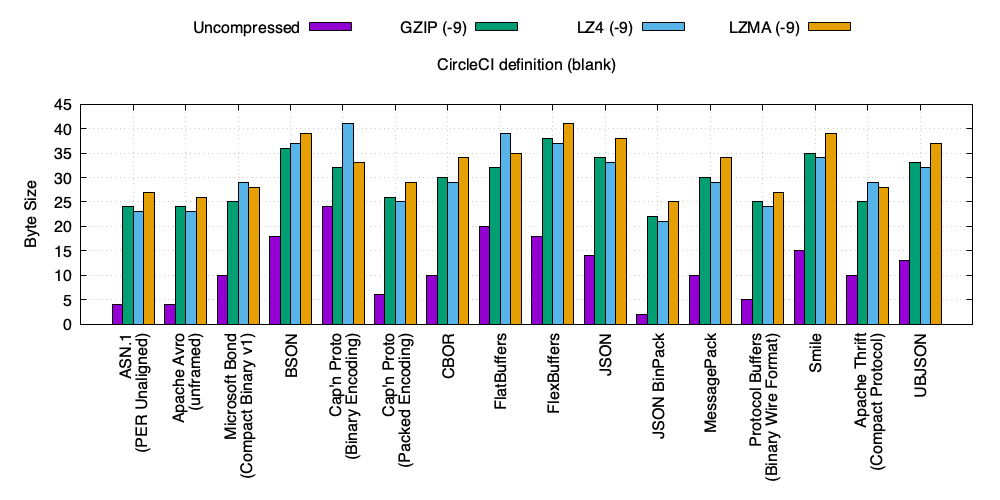 Uncompressed GZIP (-9) LZ4 (-9) LZMA (-9)
CircleCI definition (blank)
Byte Size
45
40
35
30
25
20
15
10
5
0
ASN.1
(PER Unaligned)
Apache Avro
(unframed)
Microsoft Bond
(Compact Binary v1)
BSON
Cap'n Proto
(Binary Encoding)
Cap'n Proto
(Packed Encoding)
CBOR
FlatBuffers
FlexBuffers
JSON
JSON BinPack
MessagePack
Protocol Buffers
(Binary Wire Format)
Smile
Apache Thrift
(Compact Protocol)
UBJSON